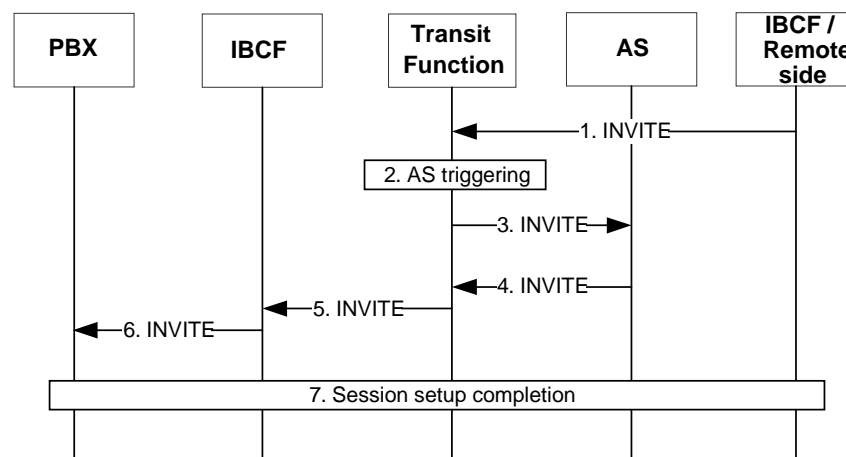 PBX
IBCF
Transit
Function
AS
IBCF /
Remote
side
1. INVITE
2. AS triggering
3. INVITE
4. INVITE
5. INVITE
6. INVITE
7. Session setup completion